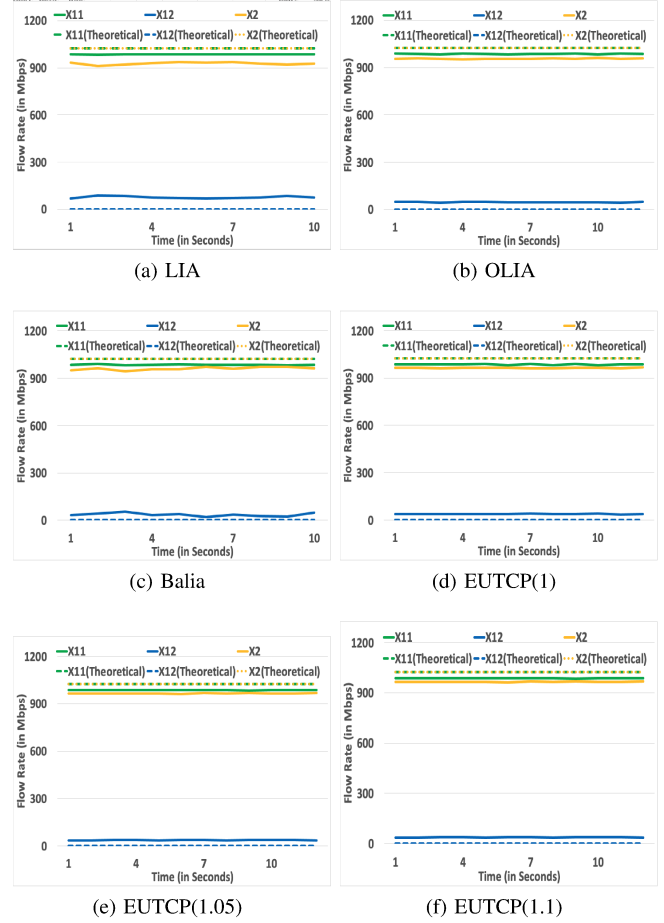 1200
X11 X12 X2
X11(Theoretical) X12(Theoretical) X2(Theoretical)
900
600
300
0
Flow Rate (in Mbps)
1 4 7 10
Time (in Seconds)
(a) LIA
1200
X11 X12 X2
X11(Theoretical) X12(Theoretical) X2(Theoretical)
900
600
300
0
Flow Rate (in Mbps)
1 4 7 10
Time (in Seconds)
(b) OLIA
1200
X11 X12 X2
X11(Theoretical) X12(Theoretical) X2(Theoretical)
900
600
300
0
Flow Rate (in Mbps)
1 4 7 10
Time (in Seconds)
(c) Balia
1200
X11 X12 X2
X11(Theoretical) X12(Theoretical) X2(Theoretical)
900
600
300
0
Flow Rate (in Mbps)
1 4 7 10
Time (in Seconds)
(d) EUTCP(1)
1200
X11 X12 X2
X11(Theoretical) X12(Theoretical) X2(Theoretical)
900
600
300
0
Flow Rate (in Mbps)
1 4 7 10
Time (in Seconds)
(e) EUTCP(1.05)
1200
X11 X12 X2
X11(Theoretical) X12(Theoretical) X2(Theoretical)
900
600
300
0
Flow Rate (in Mbps)
1 4 7 10
Time (in Seconds)
(f) EUTCP(1.1)